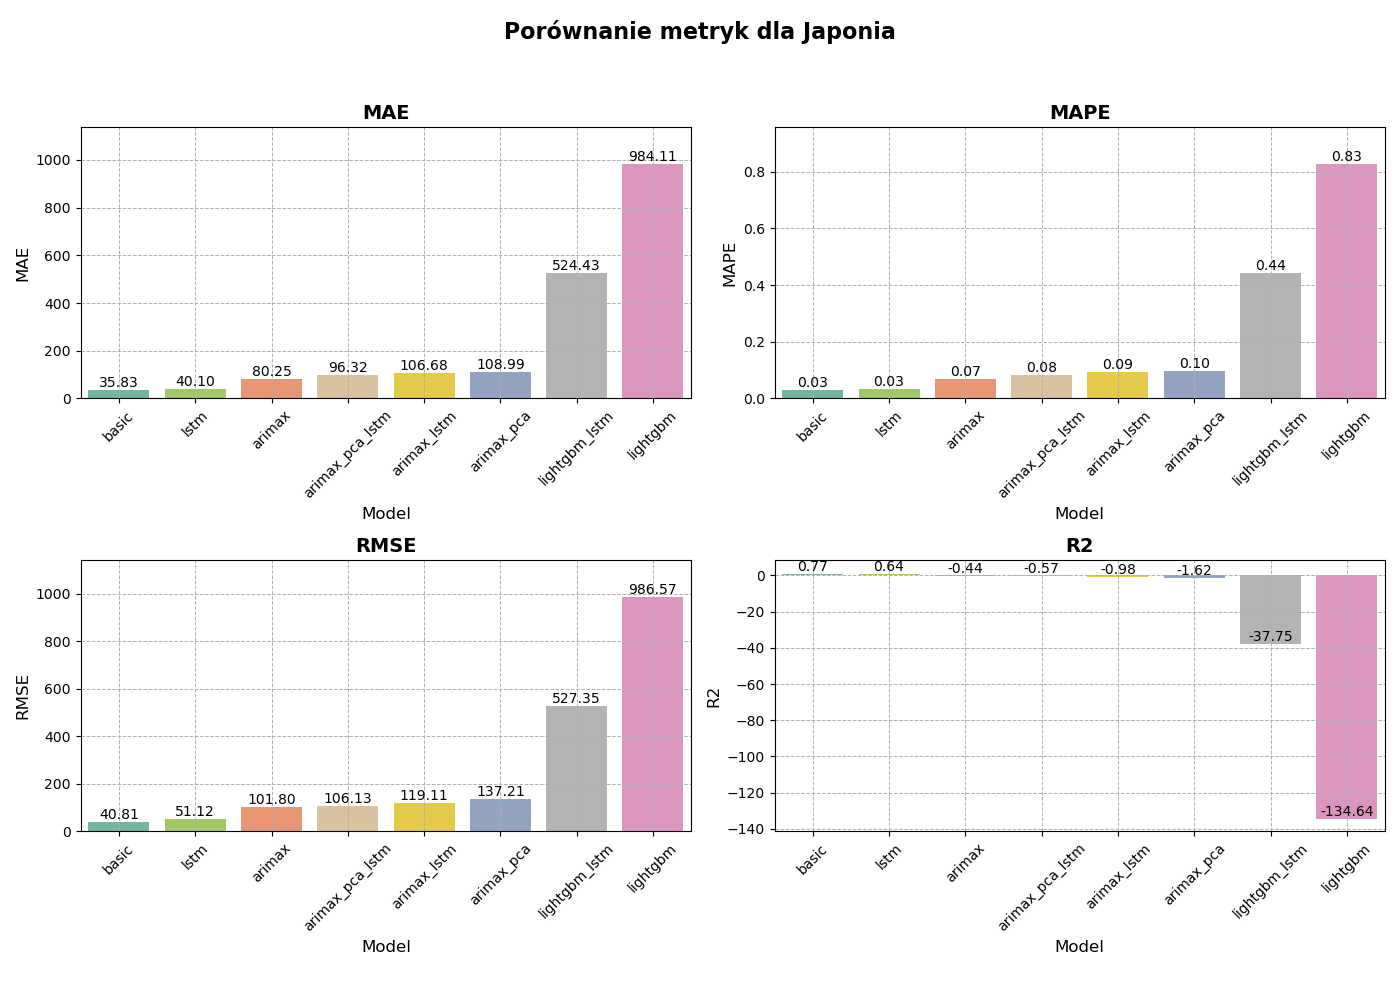 Porównanie metryk dla Japonia
MAE
MAE
1000
800
600
400
200
0
35.83
40.10
80.25
96.32
106.68
108.99
524.43
984.11
basic
lstm
arimax
arimax_pca_lstm
arimax_lstm
arimax_pca
lightgbm_lstm
lightgbm
Model
MAPE
MAPE
0.8
0.6
0.4
0.2
0.0
0.03
0.03
0.07
0.08
0.09
0.10
0.44
0.83
basic
lstm
arimax
arimax_pca_lstm
arimax_lstm
arimax_pca
lightgbm_lstm
lightgbm
Model
RMSE
RMSE
1000
800
600
400
200
0
40.81
51.12
101.80
106.13
119.11
137.21
527.35
986.57
basic
lstm
arimax
arimax_pca_lstm
arimax_lstm
arimax_pca
lightgbm_lstm
lightgbm
Model
R2
R2
0
−20
−40
−60
−80
−100
−120
−140
0.77
0.64
-0.44
-0.57
-0.98
-1.62
-37.75
-134.64
basic
lstm
arimax
arimax_pca_lstm
arimax_lstm
arimax_pca
lightgbm_lstm
lightgbm
Model